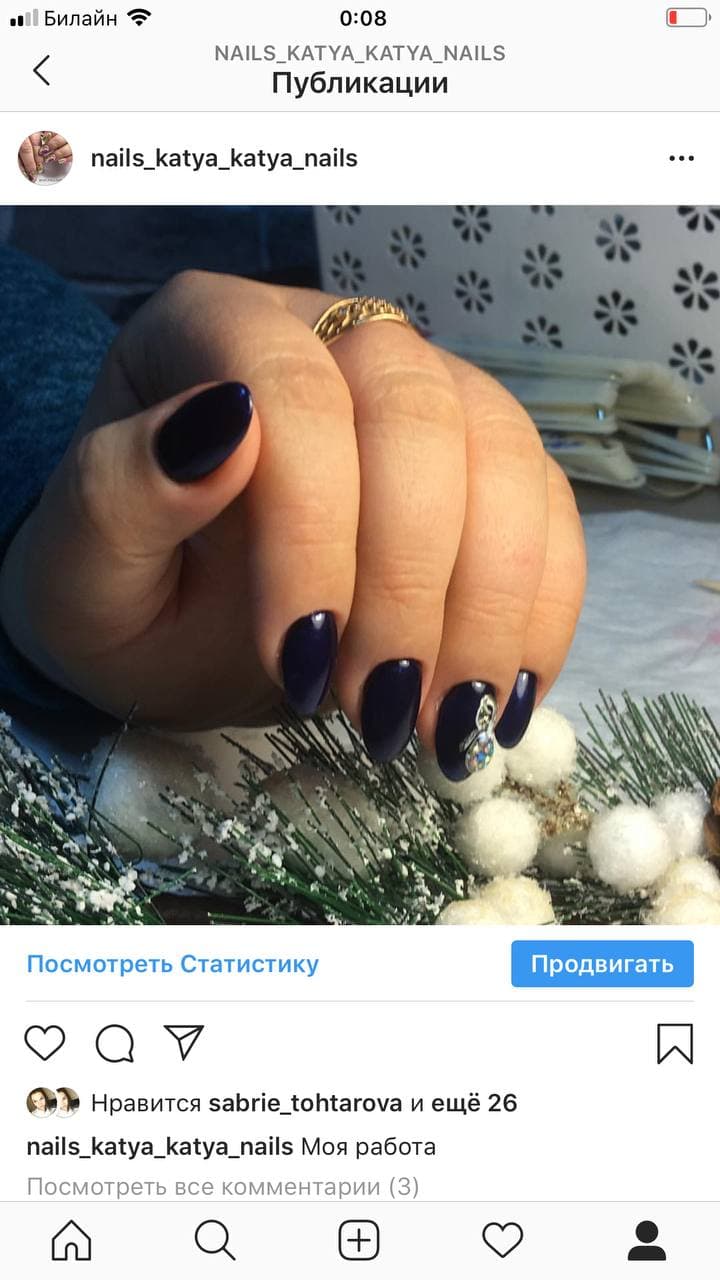 Билайн 0:08
NAILS_KATYA_KATYA_NAILS
Публикации
nails_katya_katya_nails
Посмотреть Статистику Продвигать
Нравится sabrie_tohtarova и ещё 26
nails_katya_katya_nails Моя работа
Посмотреть все комментарии (3)